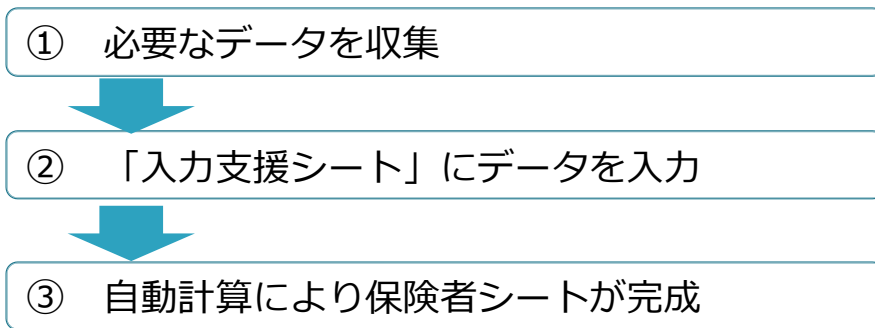 ① 必要なデータを収集
② 「入力支援シート」にデータを入力
③ 自動計算により保険者シートが完成